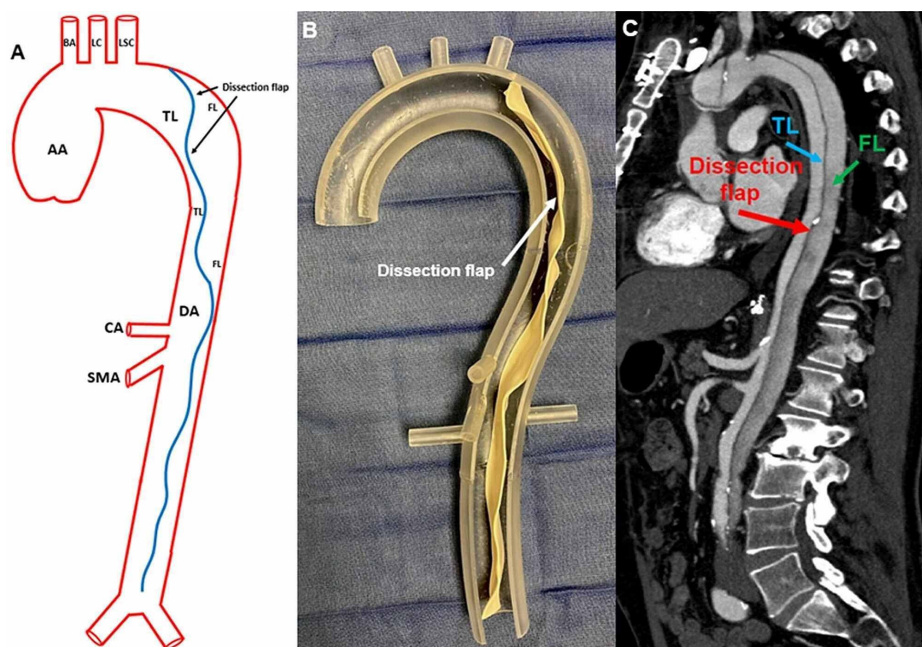 A
BA
LC
LSC
Dissection flap
TL
FL
AA
TL
FL
DA
CA
SMA
B
Dissection flap
C
TL
FL
Dissection
flap